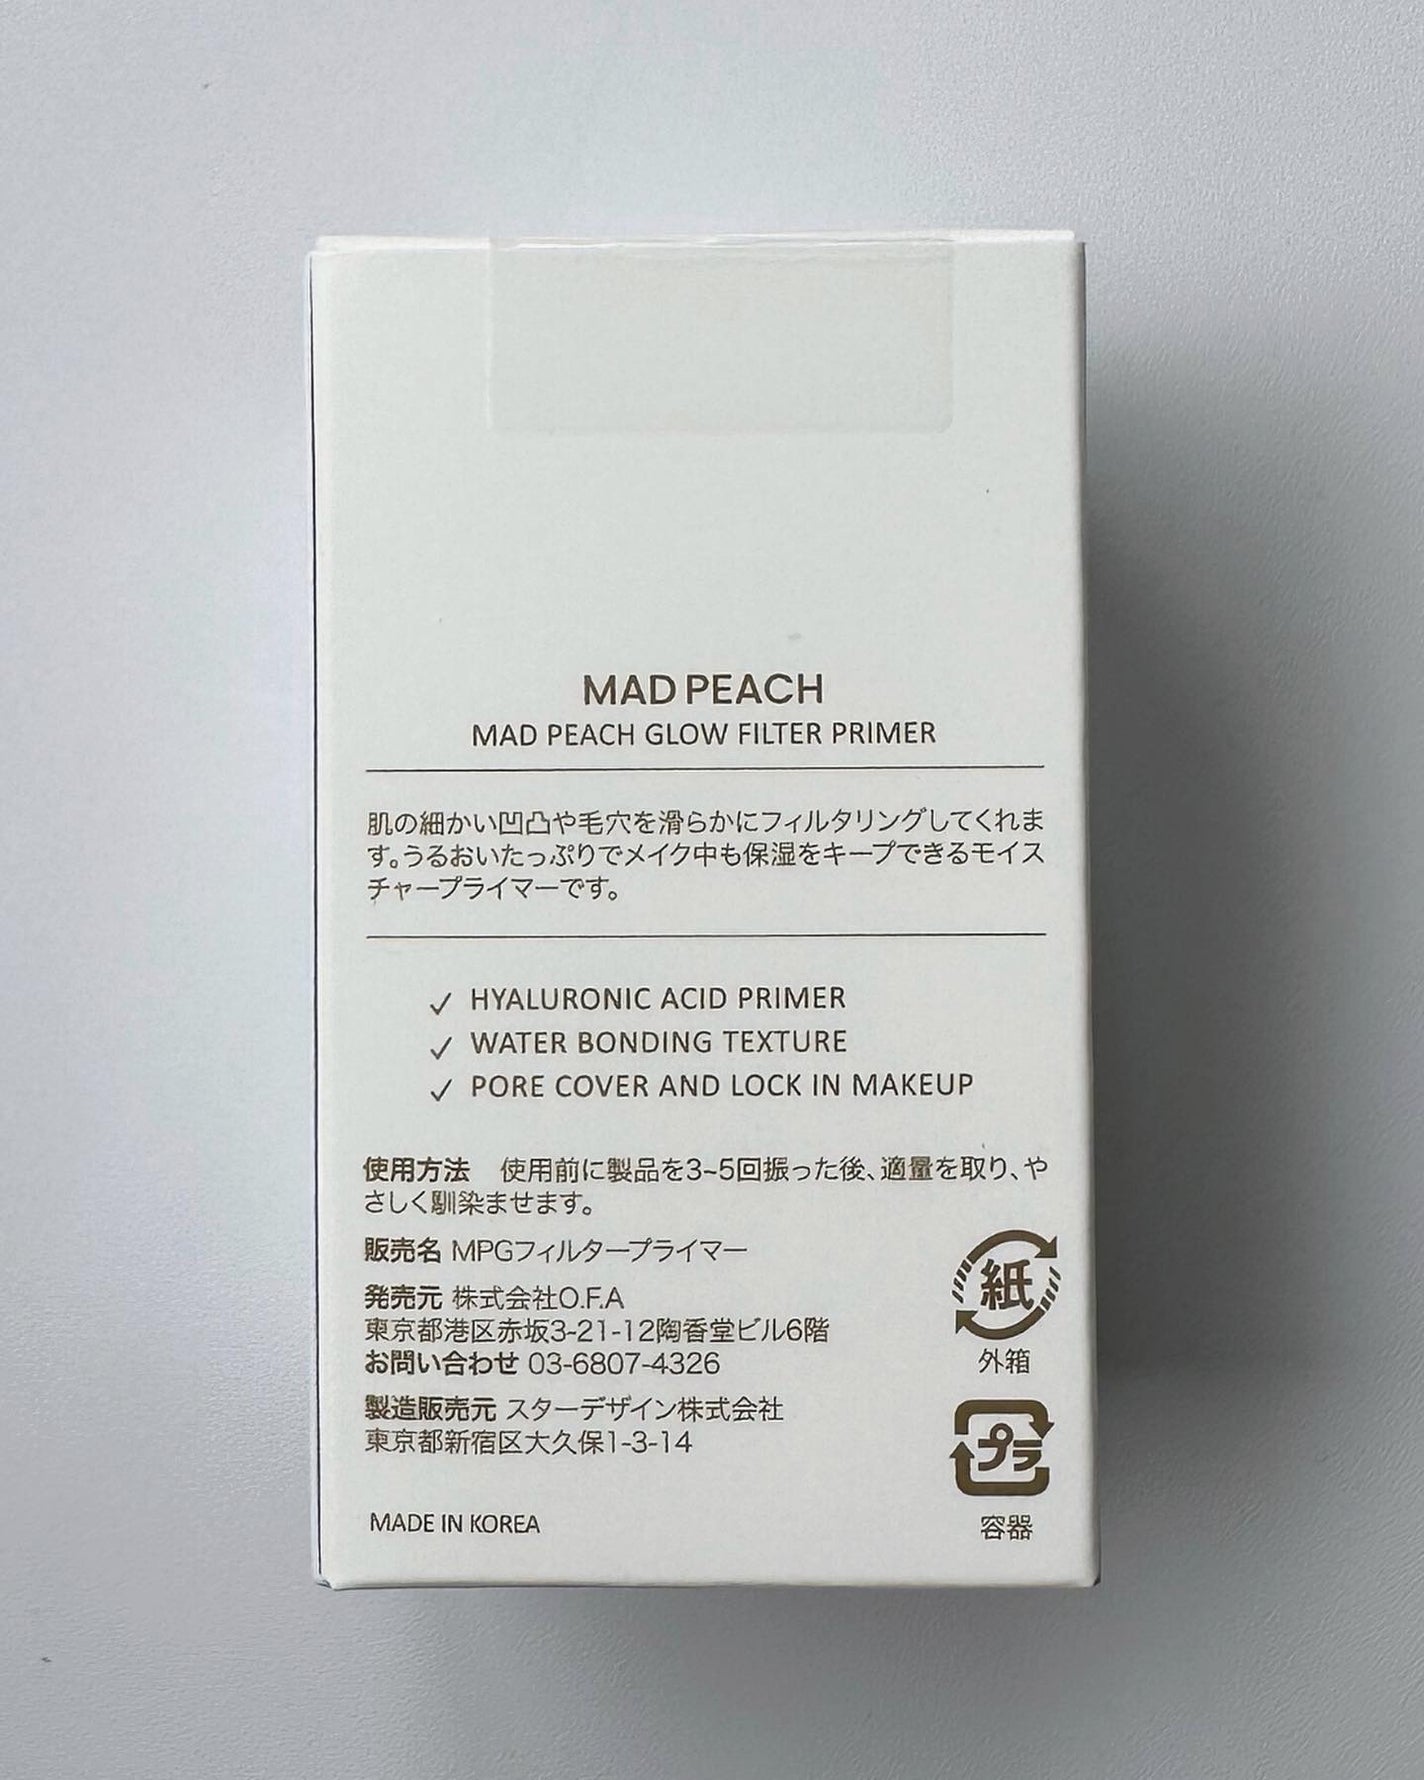 MAD PEACH
MAD PEACH GLOW FILTER PRIMER
肌の細かい凹凸や毛穴を滑らかにフィルタリングしてくれま
す。うるおいたっぷりでメイク中も保湿をキープできるモイス
チャープライマーです。
✓ HYALURONIC ACID PRIMER
✓ WATER BONDING TEXTURE
✓ PORE COVER AND LOCK IN MAKEUP
使用方法 使用前に製品を3~5回振った後、適量を取り、や
さしく馴染ませます。
販売名 MPGフィルタープライマー
発売元 株式会社O.F.A
東京都港区赤坂3-21-12陶香堂ビル6階
お問い合わせ 03-6807-4326
製造販売元 スターデザイン株式会社
東京都新宿区大久保1-3-14
MADE IN KOREA
紙
外箱
プラ
容器